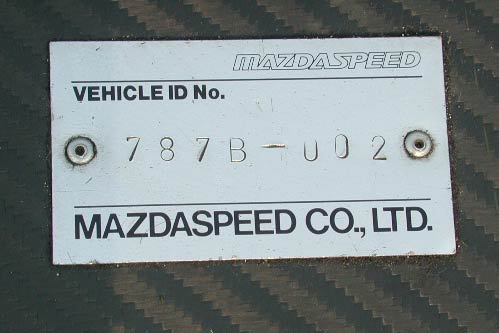 MAZDASPEED
VEHICLE ID No.
787B-002
MAZDASPEED CO., LTD.